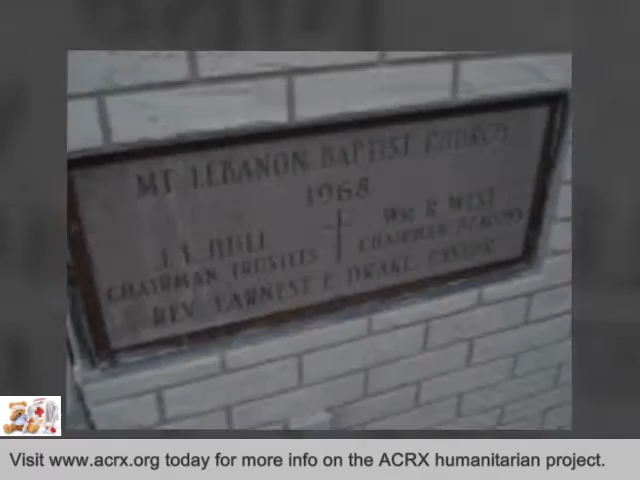 MT LEBANON BAPTIST CHURCH
1968
WM R WEST
CHAIRMAN TRUSTEES
CHAIRMAN DEACONS
REV. EARNEST E DRAKE, PASTOR
Visit www.acrx.org today for more info on the ACRX humanitarian project.